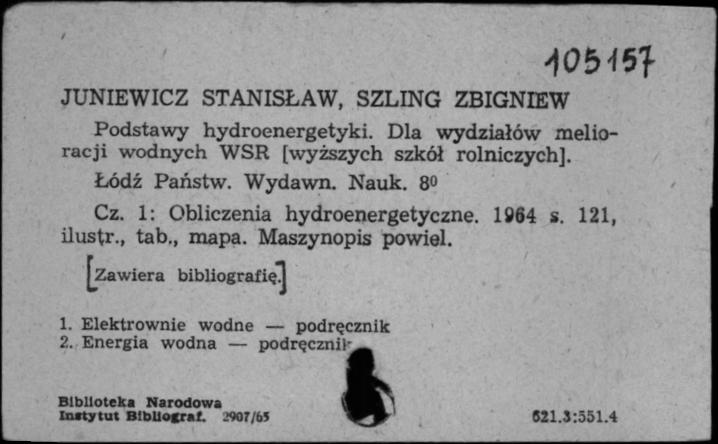 105157
JUNIEWICZ STANISŁAW, SZLING ZBIGNIEW
Podstawy hydroenergetyki. Dla wydziałów melio-
racji wodnych WSR [wyższych szkół rolniczych].
Łódź Państw. Wydawn. Nauk. 8⁰
Cz. 1: Obliczenia hydroenergetyczne. 1964 s. 121,
ilustr., tab., mapa. Maszynopis powiel.
[Zawiera bibliografię.]
1. Elektrownie wodne — podręcznik
2. Energia wodna — podręcznik
Biblioteka Narodowa
Instytut Bibliograf. 2907/65
621.3:551.4